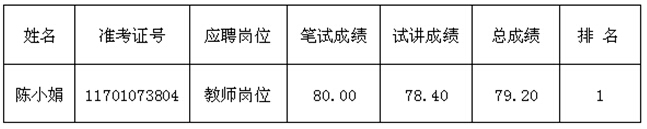 姓名 准考证号 应聘岗位 笔试成绩 试讲成绩 总成绩 排 名
陈小娟 11701073804 教师岗位 80.00 78.40 79.20 1